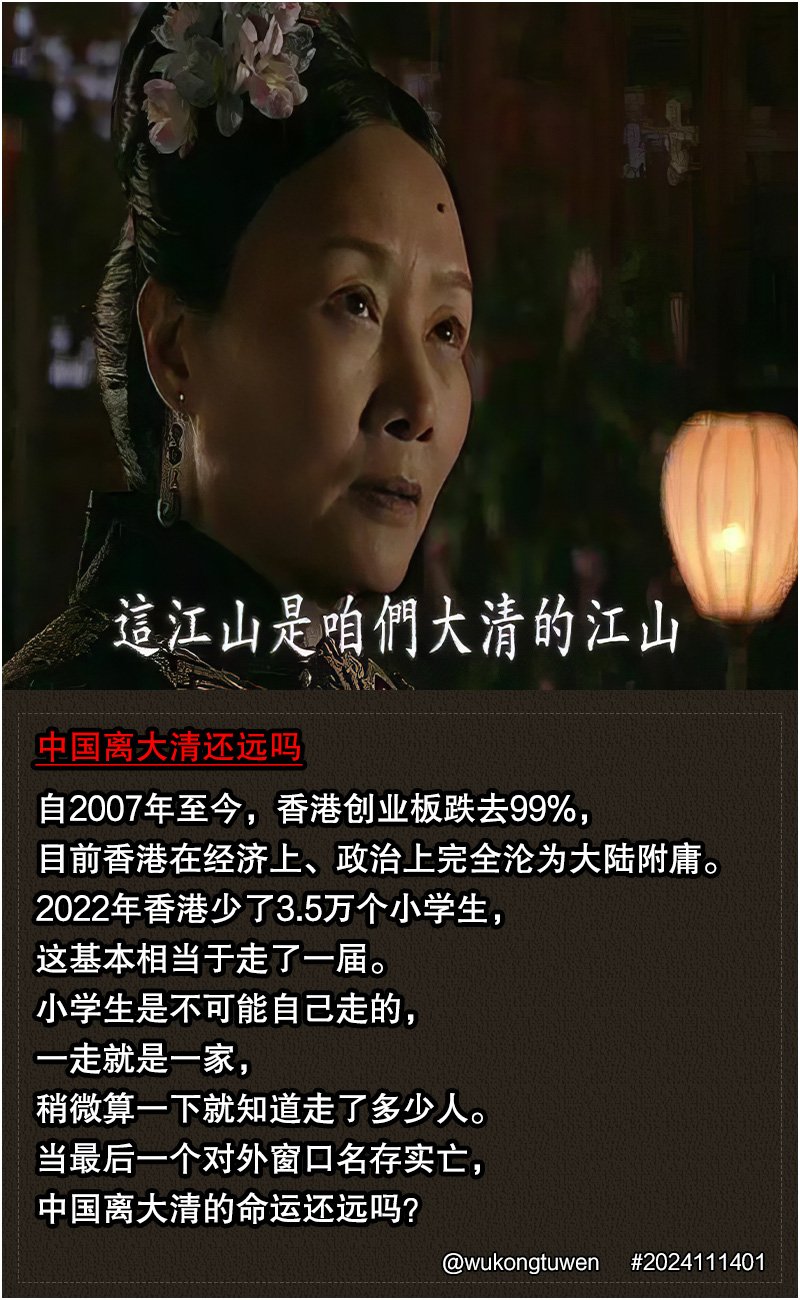 這江山是咱們大清的江山
中国离大清还远吗
自2007年至今，香港创业板跌去99%，
目前香港在经济上、政治上完全沦为大陆附庸。
2022年香港少了3.5万个小学生，
这基本相当于走了一届。
小学生是不可能自己走的，
一走就是一家，
稍微算一下就知道走了多少人。
当最后一个对外窗口名存实亡，
中国离大清的命运还远吗？
@wukongtuwen #2024111401